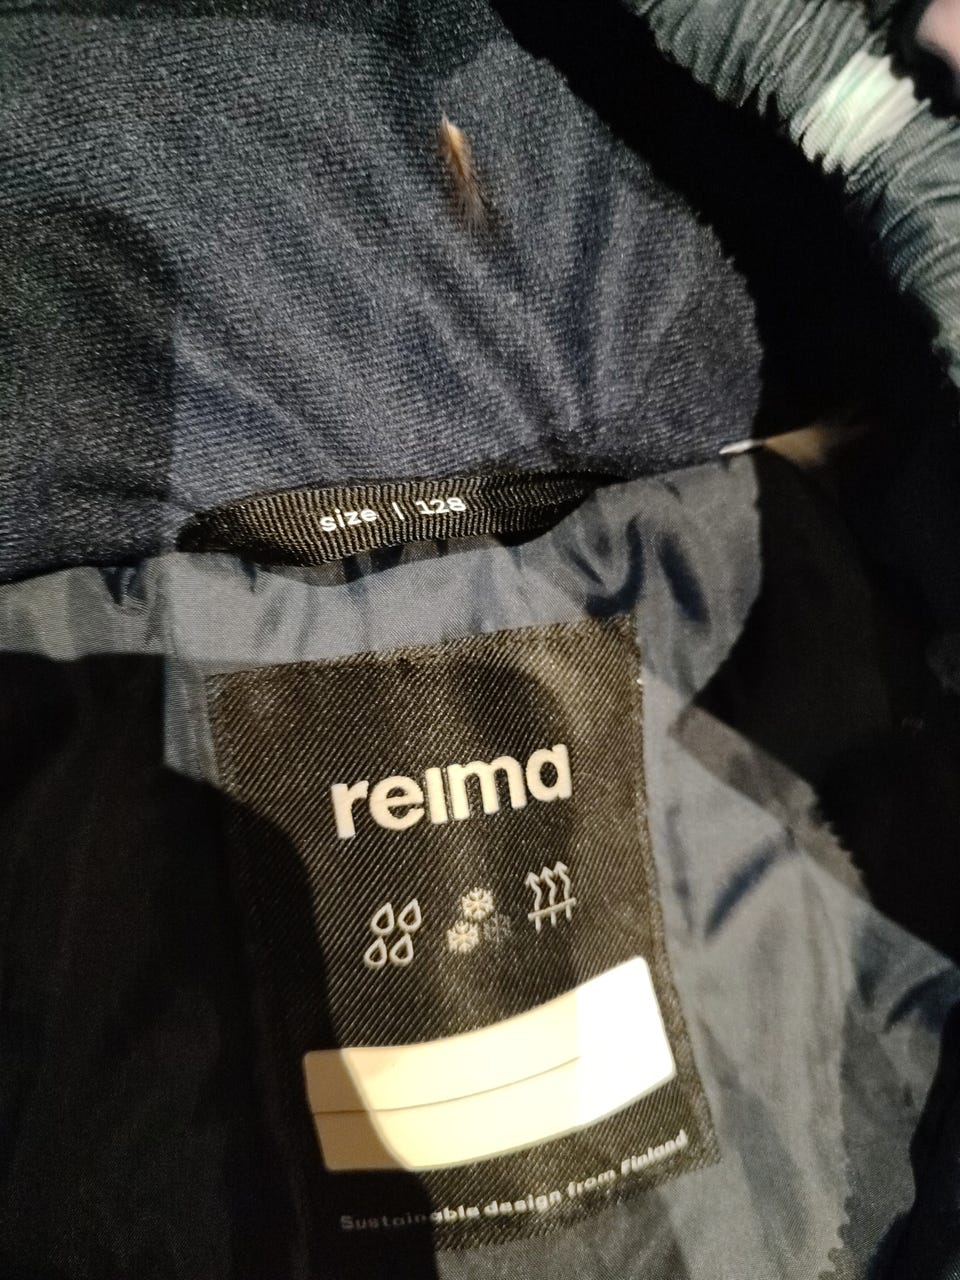 size | 128
reima
Sustainable design from Finland